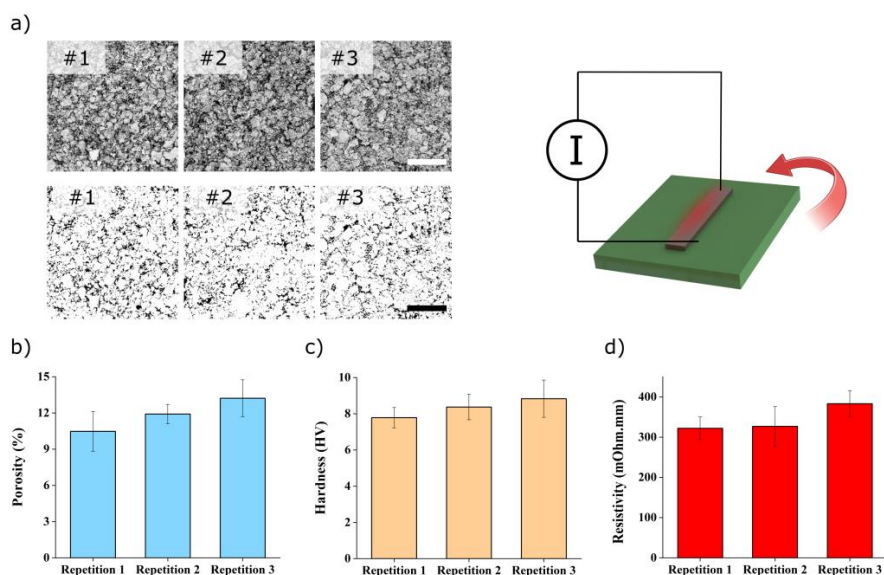 a)
#1
#2
#3
#1
#2
#3
I
b)
15
12
9
6
3
0
Porosity (%)
Repetition 1 Repetition 2 Repetition 3
c)
10
8
6
4
2
0
Hardness (HV)
Repetition 1 Repetition 2 Repetition 3
d)
400
300
200
100
0
Resistivity (mOhm.mm)
Repetition 1 Repetition 2 Repetition 3